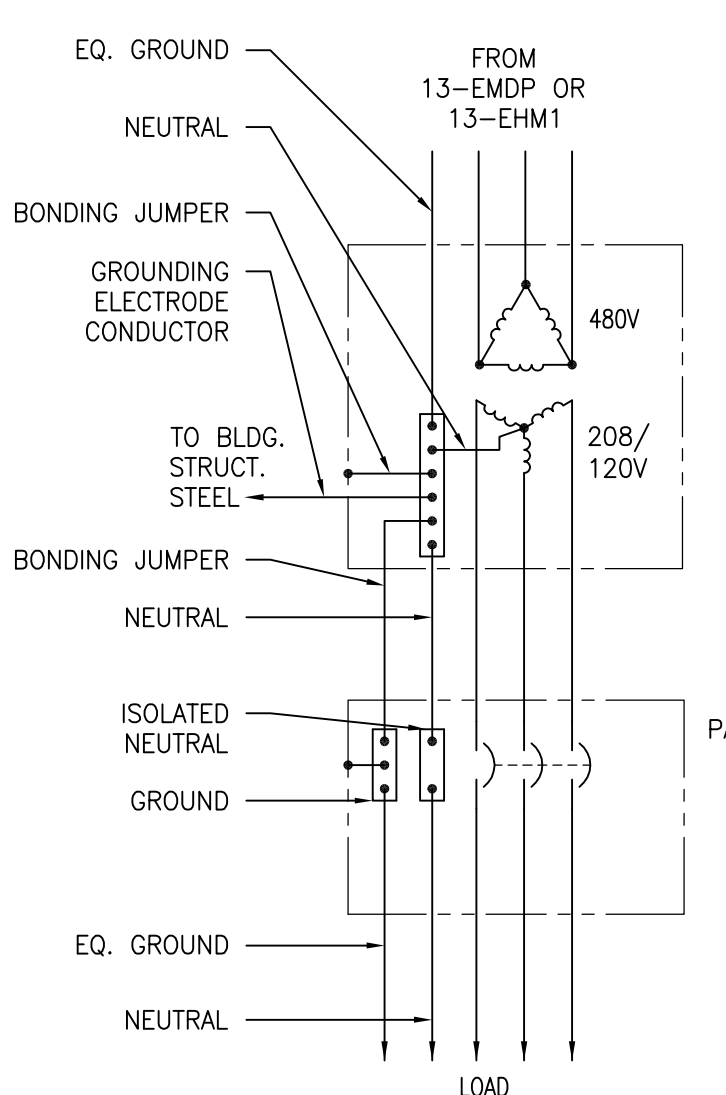 EQ. GROUND
FROM
13-EMDP OR
13-EHM1
NEUTRAL
BONDING JUMPER
GROUNDING
ELECTRODE
CONDUCTOR
480V
TO BLDG.
STRUCT.
STEEL
208/
120V
BONDING JUMPER
NEUTRAL
ISOLATED
NEUTRAL
GROUND
EQ. GROUND
NEUTRAL
LOAD